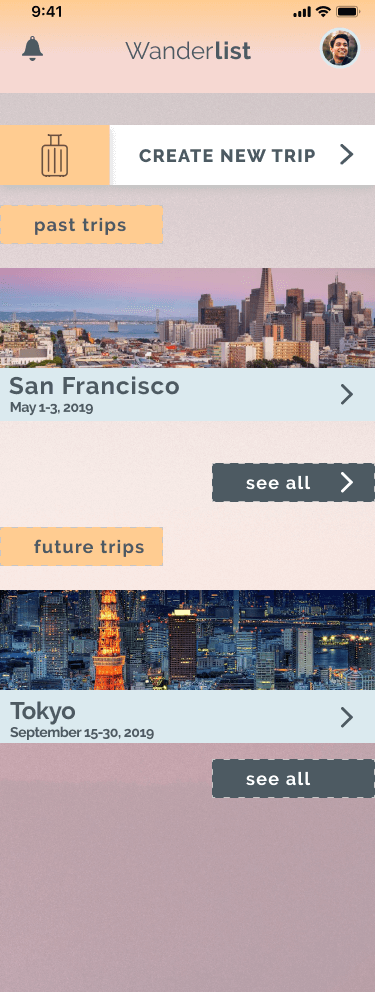 9:41
Wanderlist
CREATE NEW TRIP
past trips
San Francisco
May 1-3, 2019
see all
future trips
Tokyo
September 15-30, 2019
see all